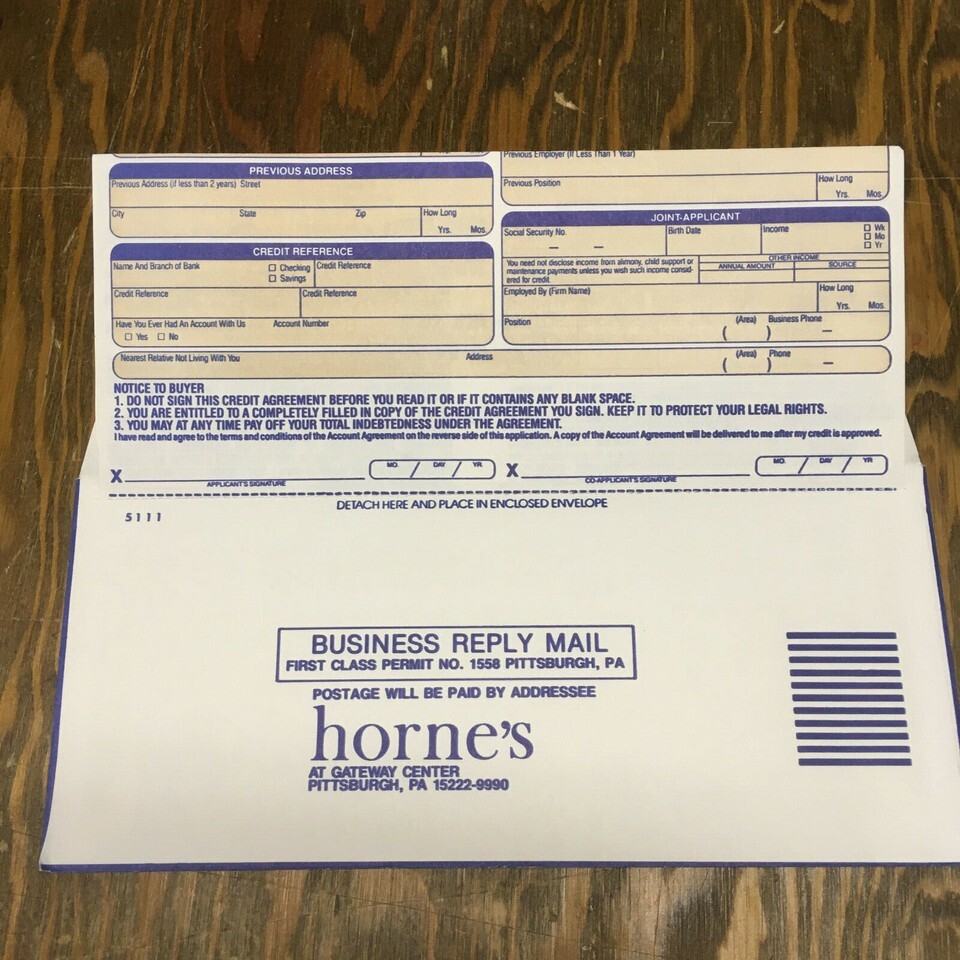 PREVIOUS ADDRESS
Previous Address (if less than 2 years) Street
City State Zip How Long
Yrs. Mos.
CREDIT REFERENCE
Name And Branch of Bank □ Checking Credit Reference
□ Savings
Credit Reference Credit Reference
Have You Ever Had An Account With Us Account Number
□ Yes □ No
Previous Employer (If Less Than 1 Year)
Previous Position How Long
Yrs. Mos.
JOINT-APPLICANT
Social Security No. Birth Date Income □ Wk
□ Mo
□ Yr
You need not disclose income from alimony, child support or
maintenance payments unless you wish such income consid-
ered for credit.
OTHER INCOME
ANNUAL AMOUNT SOURCE
Employed By (Firm Name) How Long
Yrs. Mos.
Position (Area) Business Phone
( ) –
Nearest Relative Not Living With You Address (Area) Phone
( ) –
NOTICE TO BUYER
1. DO NOT SIGN THIS CREDIT AGREEMENT BEFORE YOU READ IT OR IF IT CONTAINS ANY BLANK SPACE.
2. YOU ARE ENTITLED TO A COMPLETELY FILLED IN COPY OF THE CREDIT AGREEMENT YOU SIGN. KEEP IT TO PROTECT YOUR LEGAL RIGHTS.
3. YOU MAY AT ANY TIME PAY OFF YOUR TOTAL INDEBTEDNESS UNDER THE AGREEMENT.
I have read and agree to the terms and conditions of the Account Agreement on the reverse side of this application. A copy of the Account Agreement will be delivered to me after my credit is approved.
X MO. / DAY / YR. X MO. / DAY / YR
APPLICANT'S SIGNATURE CO-APPLICANT'S SIGNATURE
DETACH HERE AND PLACE IN ENCLOSED ENVELOPE
5111
BUSINESS REPLY MAIL
FIRST CLASS PERMIT NO. 1558 PITTSBURGH, PA
POSTAGE WILL BE PAID BY ADDRESSEE
horne's
AT GATEWAY CENTER
PITTSBURGH, PA 15222-9990